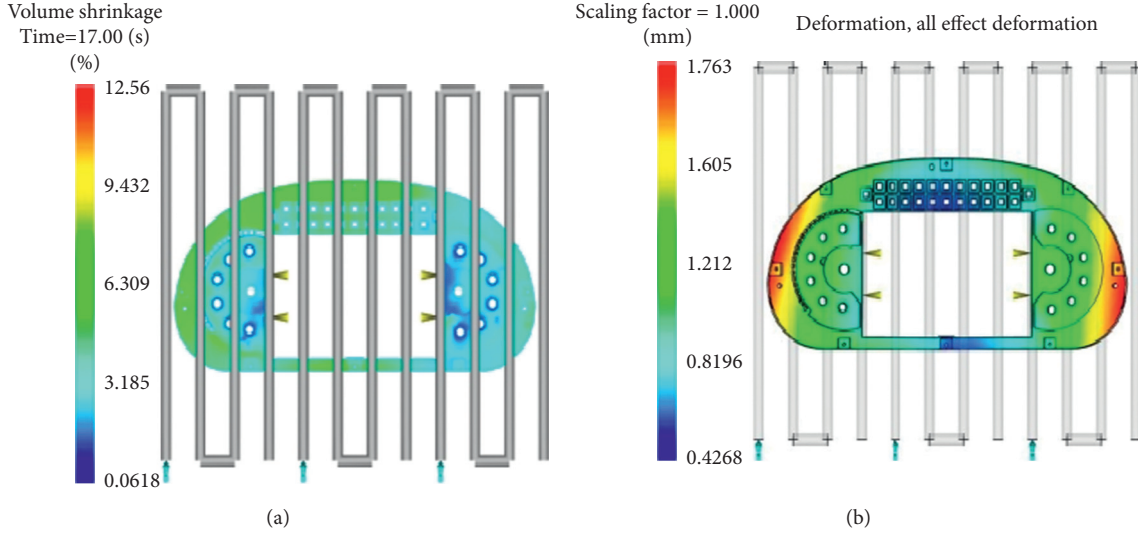 Volume shrinkage
Time=17.00 (s)
(%)
12.56
9.432
6.309
3.185
0.0618
(a)
Scaling factor = 1.000
(mm)
Deformation, all effect deformation
1.763
1.605
1.212
0.8196
0.4268
(b)